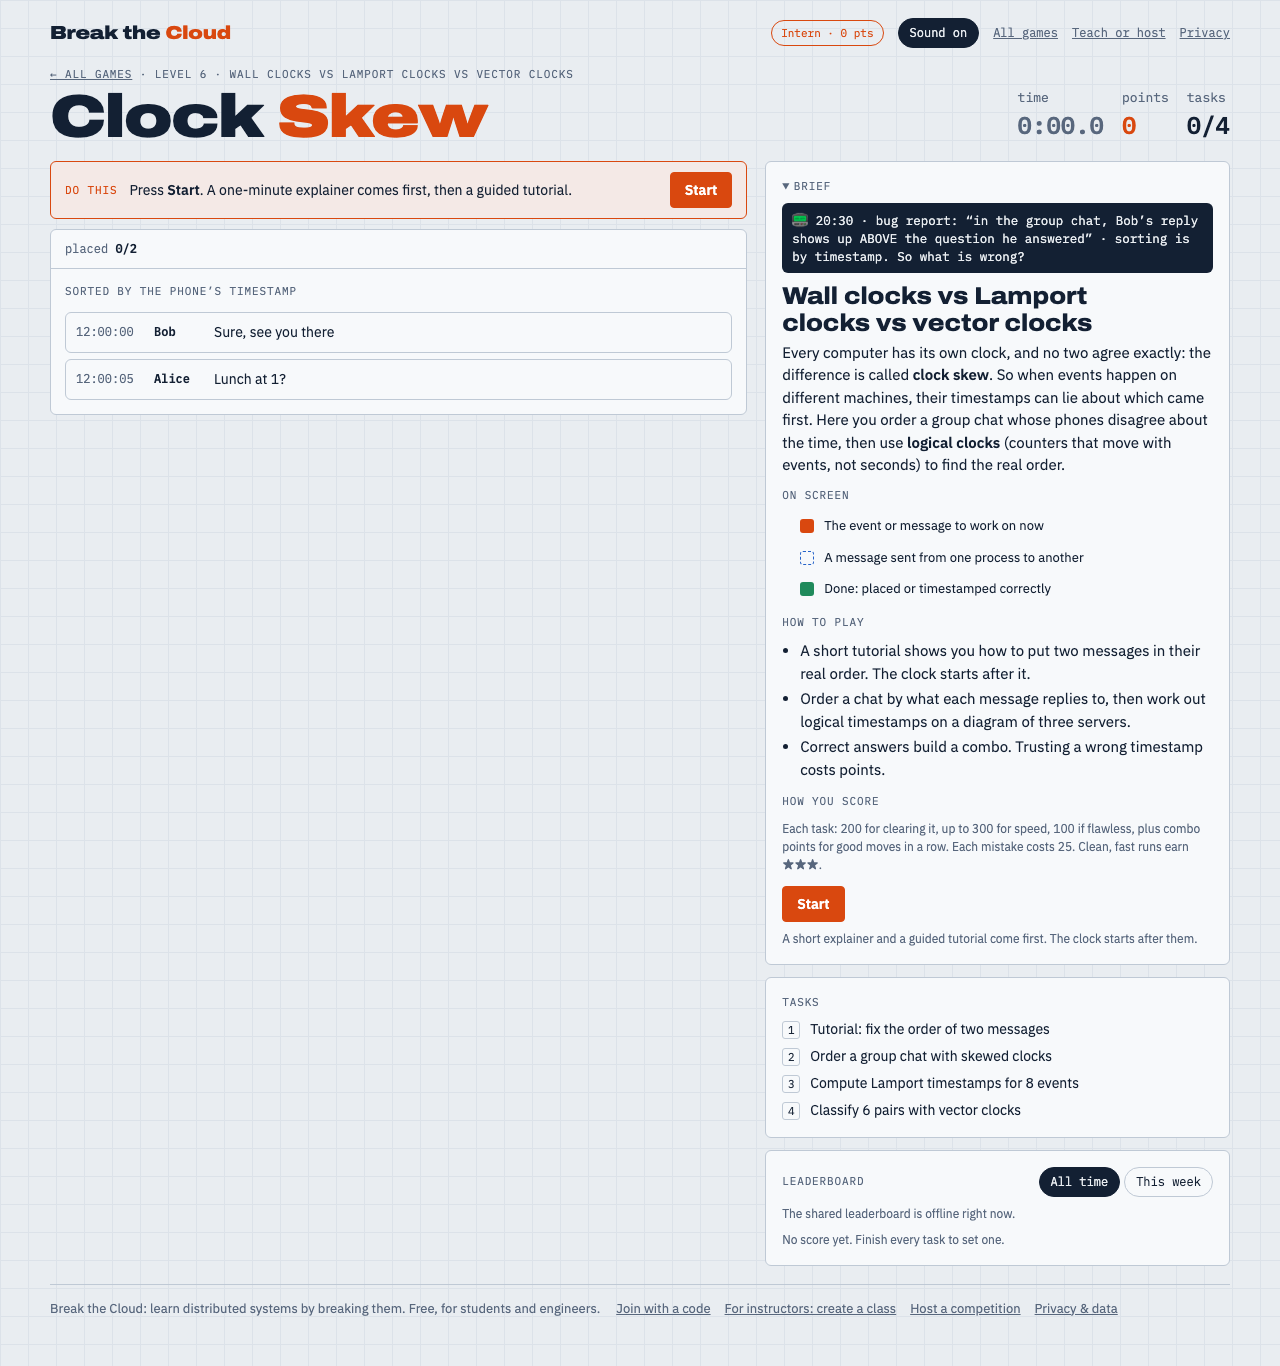 Break the Cloud
Intern · 0 pts
Sound on
All games
Teach or host
Privacy
← ALL GAMES · LEVEL 6 · WALL CLOCKS VS LAMPORT CLOCKS VS VECTOR CLOCKS
Clock Skew
time
0:00.0
points
0
tasks
0/4
DO THIS Press Start. A one-minute explainer comes first, then a guided tutorial.
Start
placed 0/2
SORTED BY THE PHONE'S TIMESTAMP
12:00:00 Bob Sure, see you there
12:00:05 Alice Lunch at 1?
▼ BRIEF
20:30 · bug report: “in the group chat, Bob’s reply
shows up ABOVE the question he answered” · sorting is
by timestamp. So what is wrong?
Wall clocks vs Lamport
clocks vs vector clocks
Every computer has its own clock, and no two agree exactly: the
difference is called clock skew. So when events happen on
different machines, their timestamps can lie about which came
first. Here you order a group chat whose phones disagree about
the time, then use logical clocks (counters that move with
events, not seconds) to find the real order.
ON SCREEN
The event or message to work on now
A message sent from one process to another
Done: placed or timestamped correctly
HOW TO PLAY
• A short tutorial shows you how to put two messages in their
real order. The clock starts after it.
• Order a chat by what each message replies to, then work out
logical timestamps on a diagram of three servers.
• Correct answers build a combo. Trusting a wrong timestamp
costs points.
HOW YOU SCORE
Each task: 200 for clearing it, up to 300 for speed, 100 if flawless, plus combo
points for good moves in a row. Each mistake costs 25. Clean, fast runs earn
★★★.
Start
A short explainer and a guided tutorial come first. The clock starts after them.
TASKS
1 Tutorial: fix the order of two messages
2 Order a group chat with skewed clocks
3 Compute Lamport timestamps for 8 events
4 Classify 6 pairs with vector clocks
LEADERBOARD
All time
This week
The shared leaderboard is offline right now.
No score yet. Finish every task to set one.
Break the Cloud: learn distributed systems by breaking them. Free, for students and engineers.
Join with a code
For instructors: create a class
Host a competition
Privacy & data